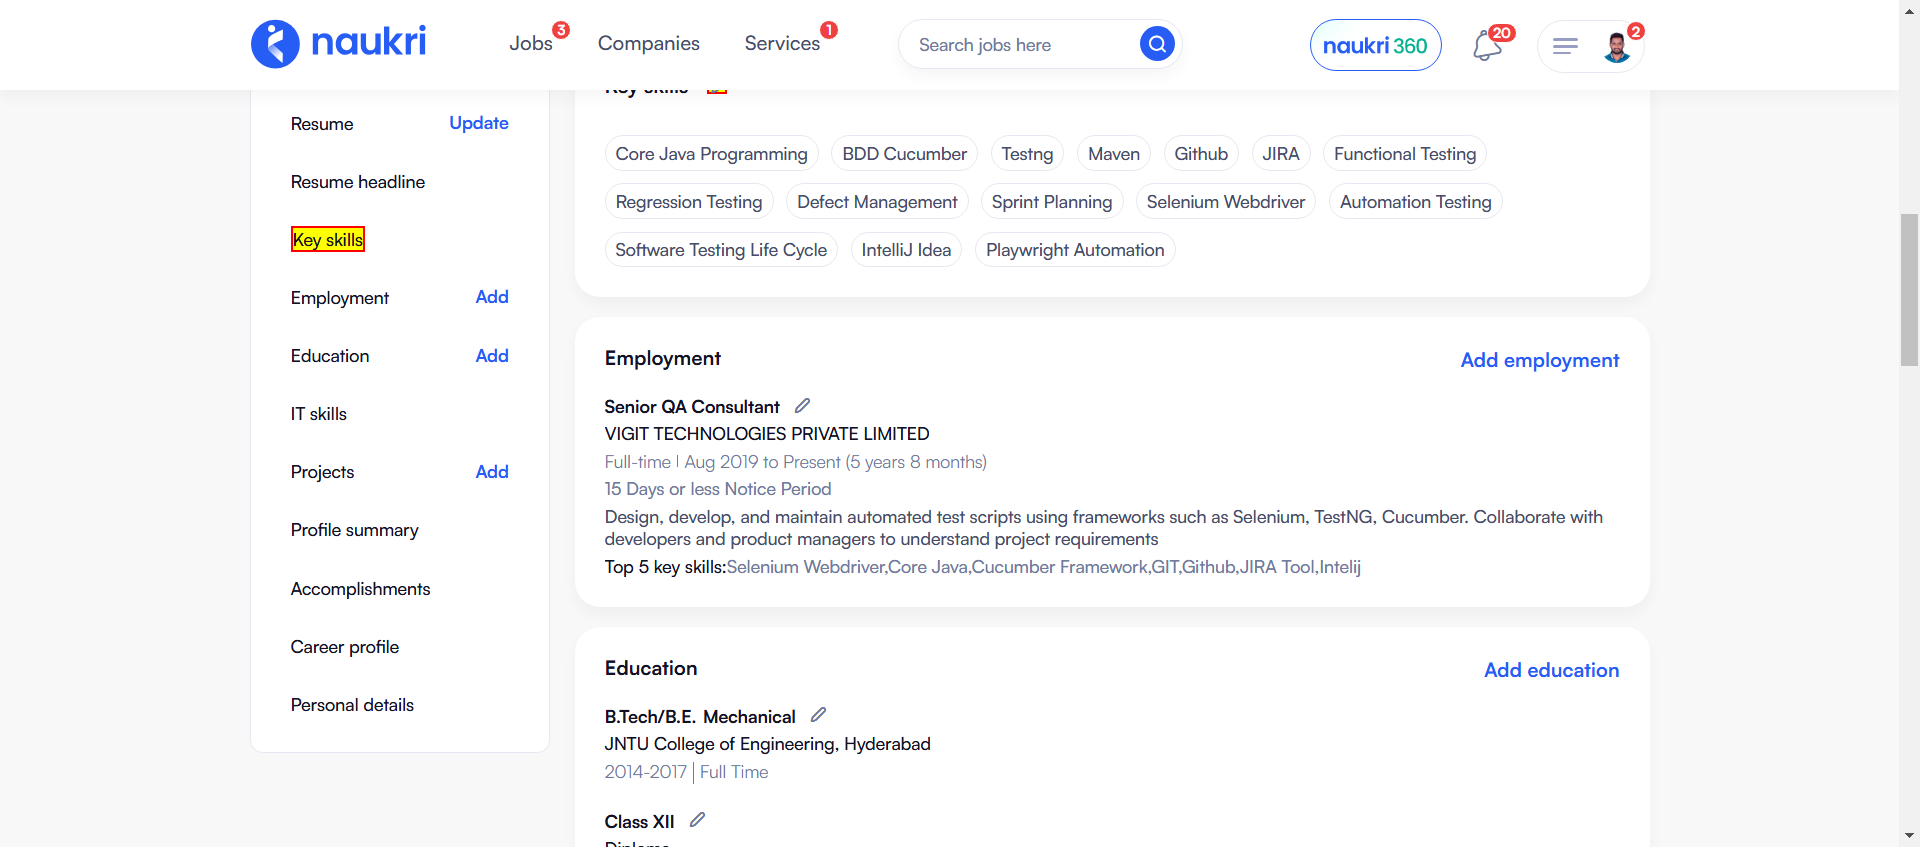 naukri
Jobs 3
Companies
Services 1
Search jobs here
naukri 360
20
2
Resume Update
Resume headline
Key skills
Employment Add
Education Add
IT skills
Projects Add
Profile summary
Accomplishments
Career profile
Personal details
Key skills
Core Java Programming BDD Cucumber Testng Maven Github JIRA Functional Testing
Regression Testing Defect Management Sprint Planning Selenium Webdriver Automation Testing
Software Testing Life Cycle IntelliJ Idea Playwright Automation
Employment Add employment
Senior QA Consultant
VIGIT TECHNOLOGIES PRIVATE LIMITED
Full-time | Aug 2019 to Present (5 years 8 months)
15 Days or less Notice Period
Design, develop, and maintain automated test scripts using frameworks such as Selenium, TestNG, Cucumber. Collaborate with
developers and product managers to understand project requirements
Top 5 key skills:Selenium Webdriver,Core Java,Cucumber Framework,GIT,Github,JIRA Tool,Intelij
Education Add education
B.Tech/B.E. Mechanical
JNTU College of Engineering, Hyderabad
2014-2017 | Full Time
Class XII
Diploma